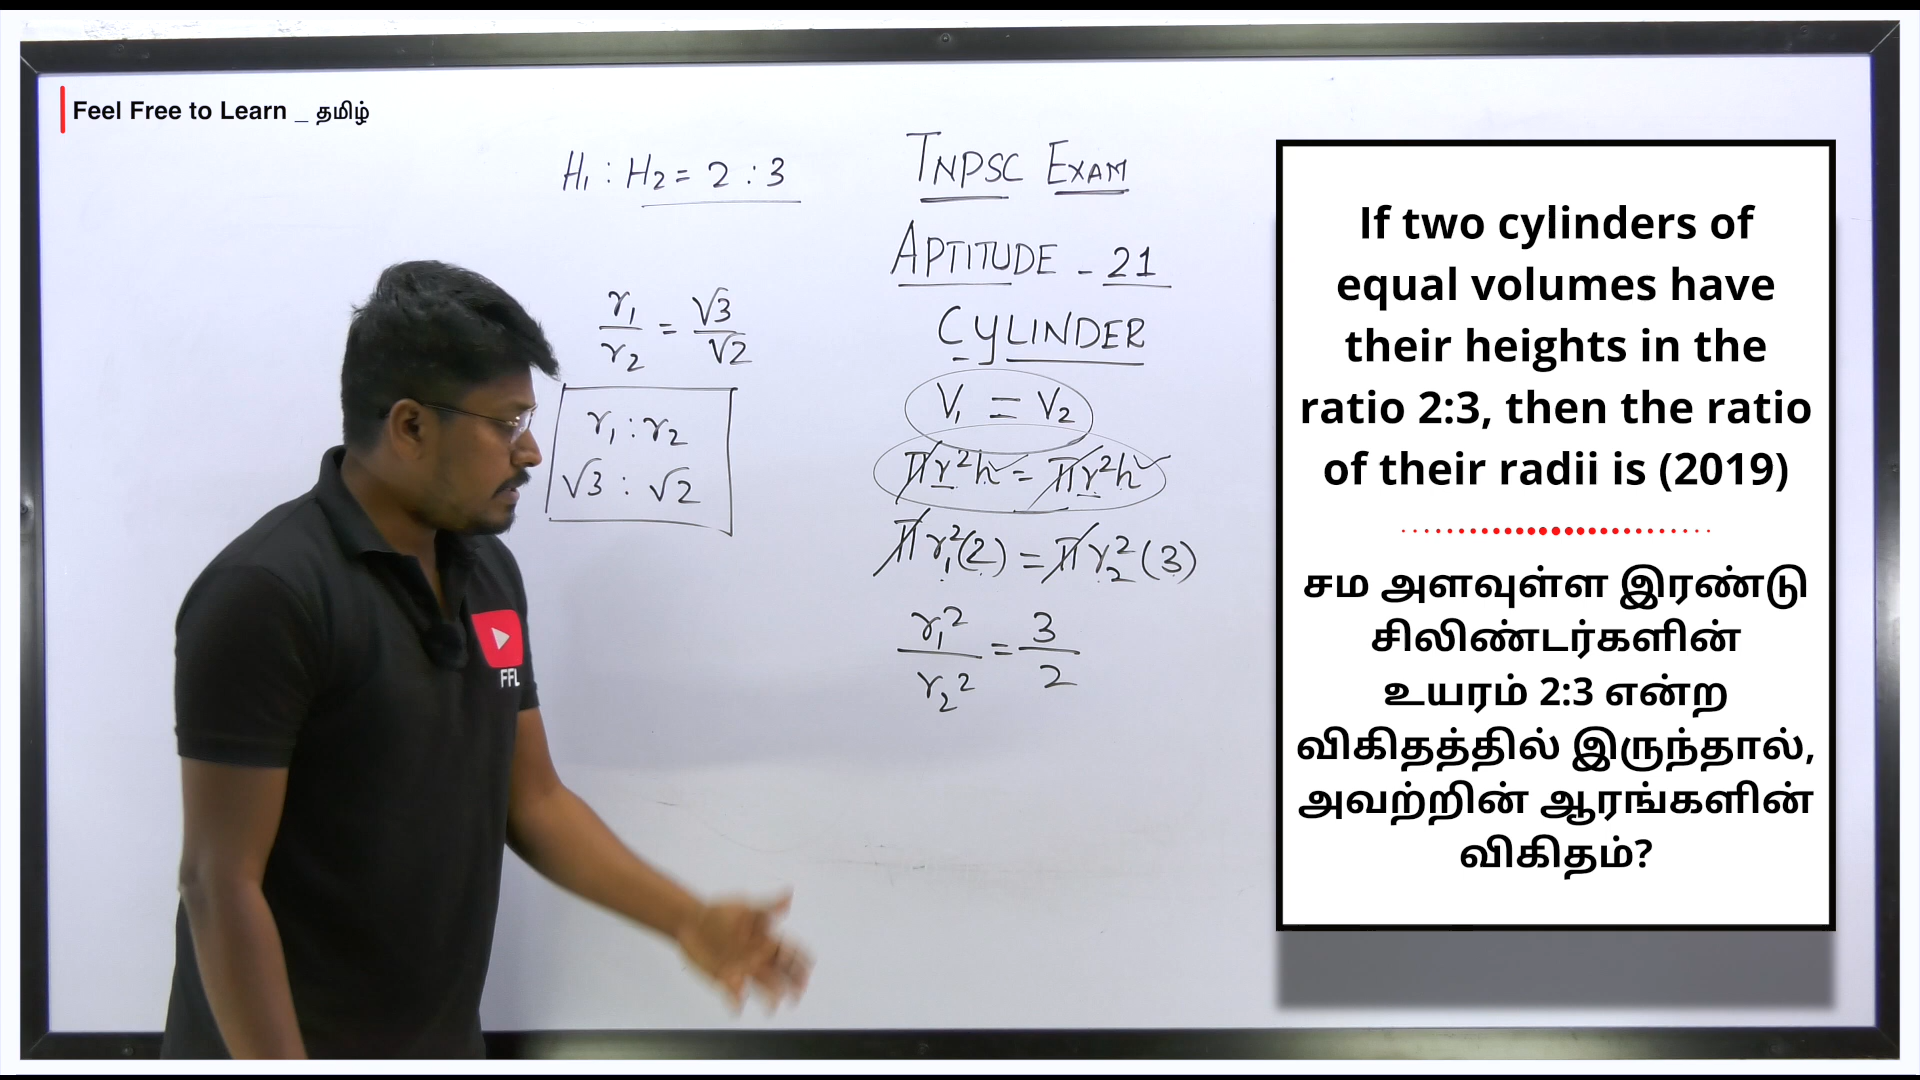 Feel Free to Learn _ தமிழ்
H₁ : H₂ = 2 : 3
r₁/r₂ = √3/√2
r₁ : r₂
√3 : √2
TNPSC EXAM
APTITUDE - 21
CYLINDER
V₁ = V₂
πr²h = πr²h
πr₁²(2) = πr₂²(3)
r₁²/r₂² = 3/2
FFL
If two cylinders of
equal volumes have
their heights in the
ratio 2:3, then the ratio
of their radii is (2019)
சம அளவுள்ள இரண்டு
சிலிண்டர்களின்
உயரம் 2:3 என்ற
விகிதத்தில் இருந்தால்,
அவற்றின் ஆரங்களின்
விகிதம்?